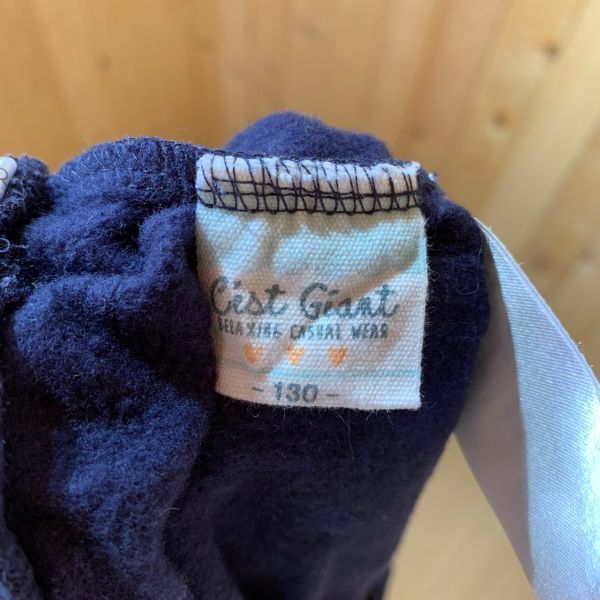 C'est Giant
RELAXING CASUAL WEAR
- 130 -